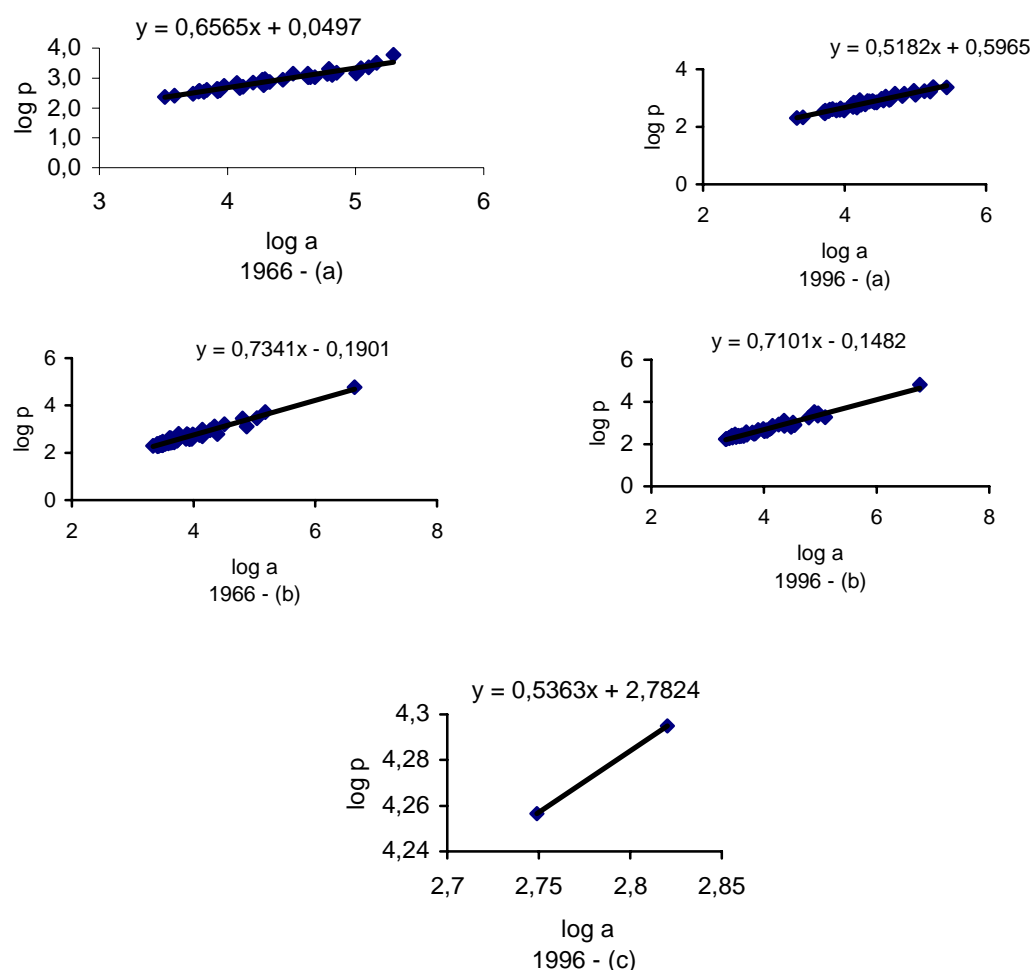 y = 0,6565x + 0,0497
4,0
3,0
2,0
1,0
0,0
log p
3 4 5 6
log a
1966 - (a)
y = 0,5182x + 0,5965
4
2
0
log p
2 4 6
log a
1996 - (a)
y = 0,7341x - 0,1901
6
4
2
0
log p
2 4 6 8
log a
1966 - (b)
y = 0,7101x - 0,1482
6
4
2
0
log p
2 4 6 8
log a
1996 - (b)
y = 0,5363x + 2,7824
4,3
4,28
4,26
4,24
log p
2,7 2,75 2,8 2,85
log a
1996 - (c)